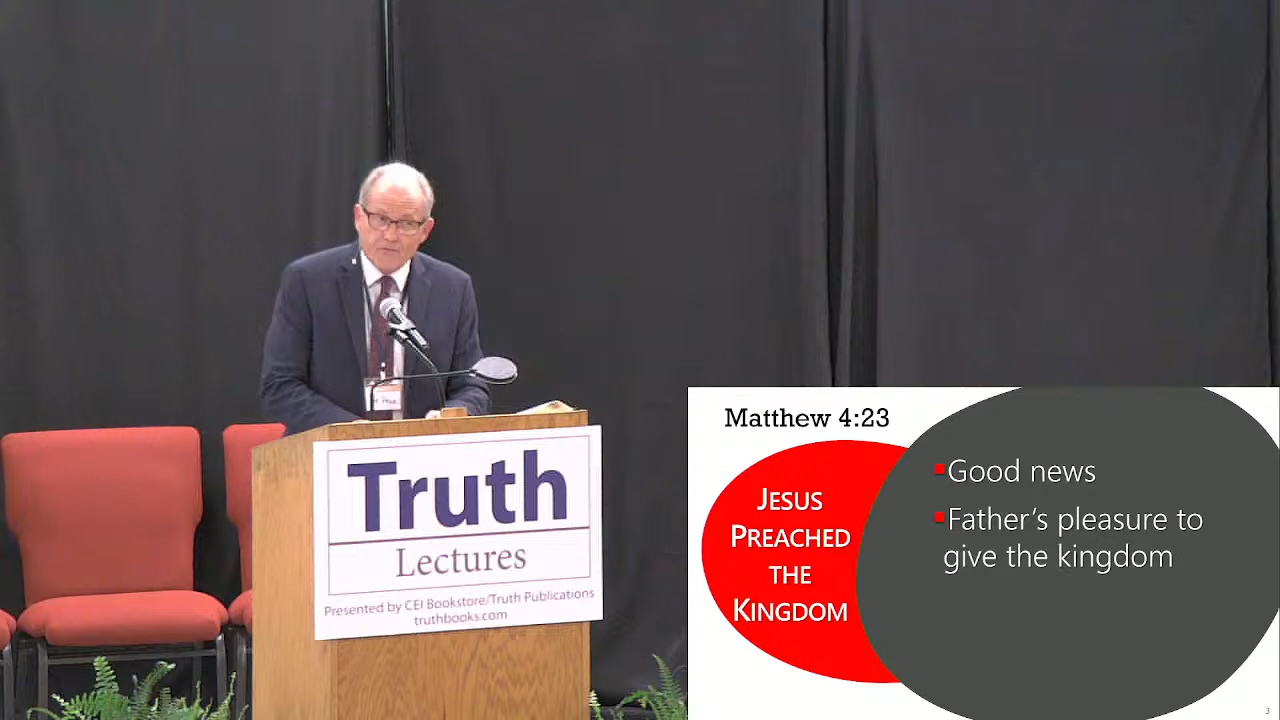 Truth
Lectures
Presented by CEI Bookstore/Truth Publications
truthbooks.com
Matthew 4:23
JESUS
PREACHED
THE
KINGDOM
Good news
Father's pleasure to
give the kingdom
3